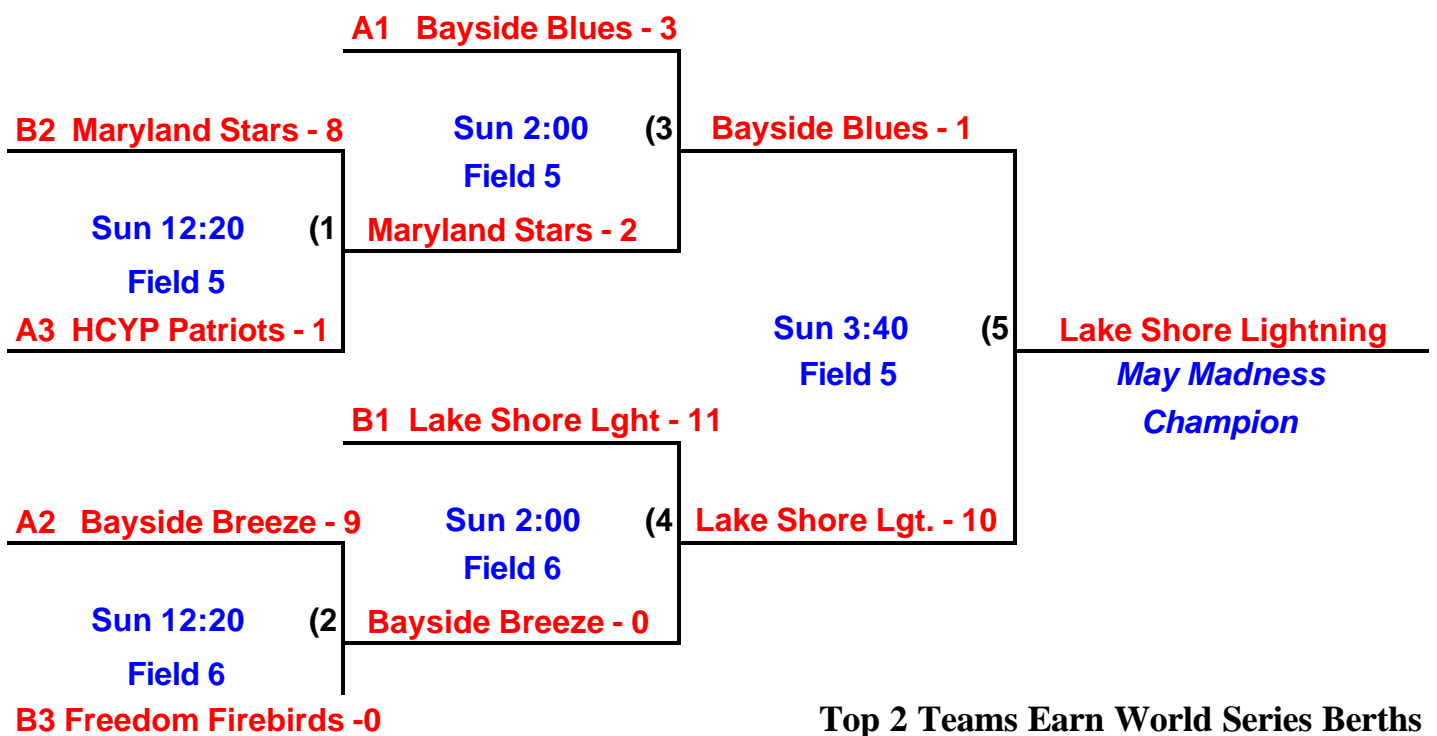 A1 Bayside Blues - 3
B2 Maryland Stars - 8
Sun 2:00 (3
Field 5
Bayside Blues - 1
Sun 12:20 (1
Field 5
Maryland Stars - 2
A3 HCYP Patriots - 1
Sun 3:40 (5
Field 5
Lake Shore Lightning
May Madness
Champion
B1 Lake Shore Lght - 11
A2 Bayside Breeze - 9
Sun 2:00 (4
Field 6
Lake Shore Lgt. - 10
Sun 12:20 (2
Field 6
Bayside Breeze - 0
B3 Freedom Firebirds -0
Top 2 Teams Earn World Series Berths